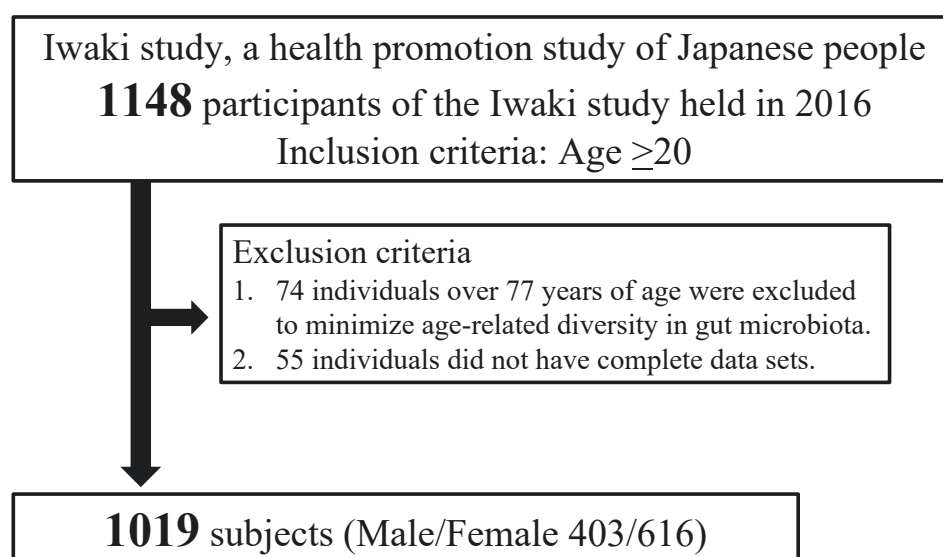 Iwaki study, a health promotion study of Japanese people
1148 participants of the Iwaki study held in 2016
Inclusion criteria: Age ≥20
Exclusion criteria
1. 74 individuals over 77 years of age were excluded
to minimize age-related diversity in gut microbiota.
2. 55 individuals did not have complete data sets.
1019 subjects (Male/Female 403/616)